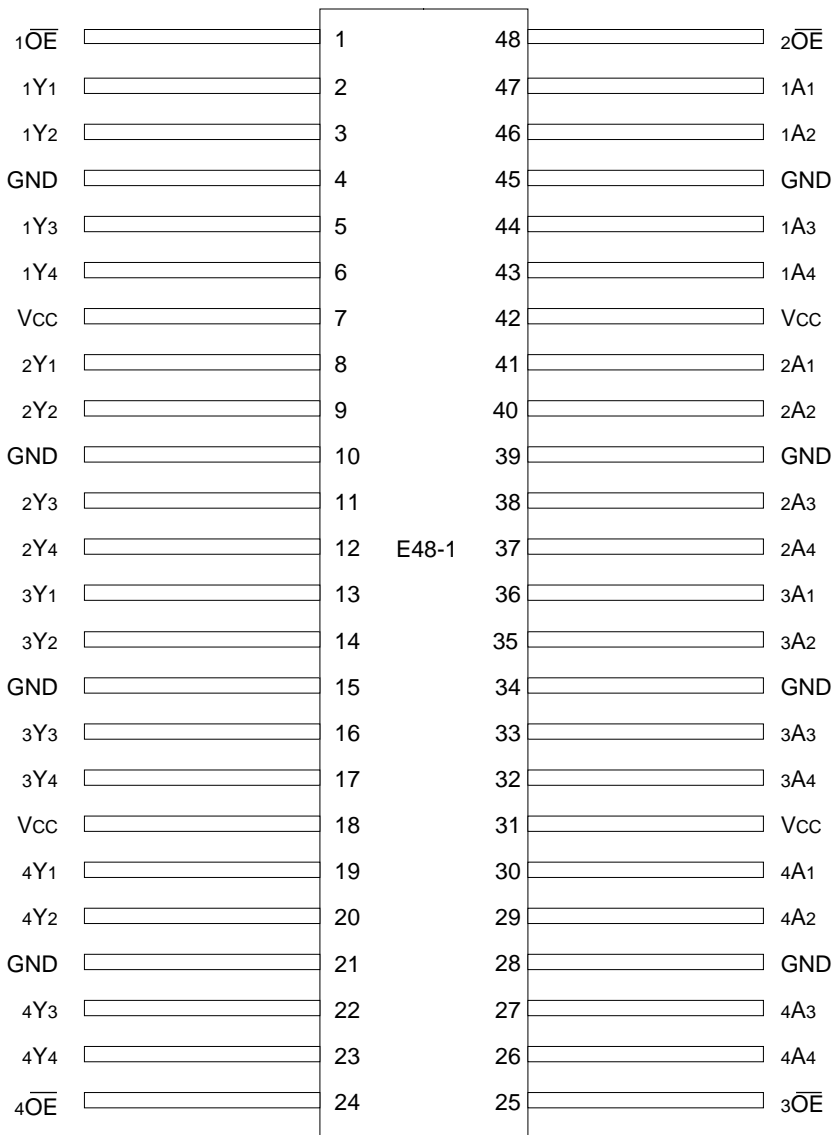 1O̅E̅ 1 48 2O̅E̅
1Y1 2 47 1A1
1Y2 3 46 1A2
GND 4 45 GND
1Y3 5 44 1A3
1Y4 6 43 1A4
VCC 7 42 VCC
2Y1 8 41 2A1
2Y2 9 40 2A2
GND 10 39 GND
2Y3 11 38 2A3
2Y4 12 E48-1 37 2A4
3Y1 13 36 3A1
3Y2 14 35 3A2
GND 15 34 GND
3Y3 16 33 3A3
3Y4 17 32 3A4
VCC 18 31 VCC
4Y1 19 30 4A1
4Y2 20 29 4A2
GND 21 28 GND
4Y3 22 27 4A3
4Y4 23 26 4A4
4O̅E̅ 24 25 3O̅E̅